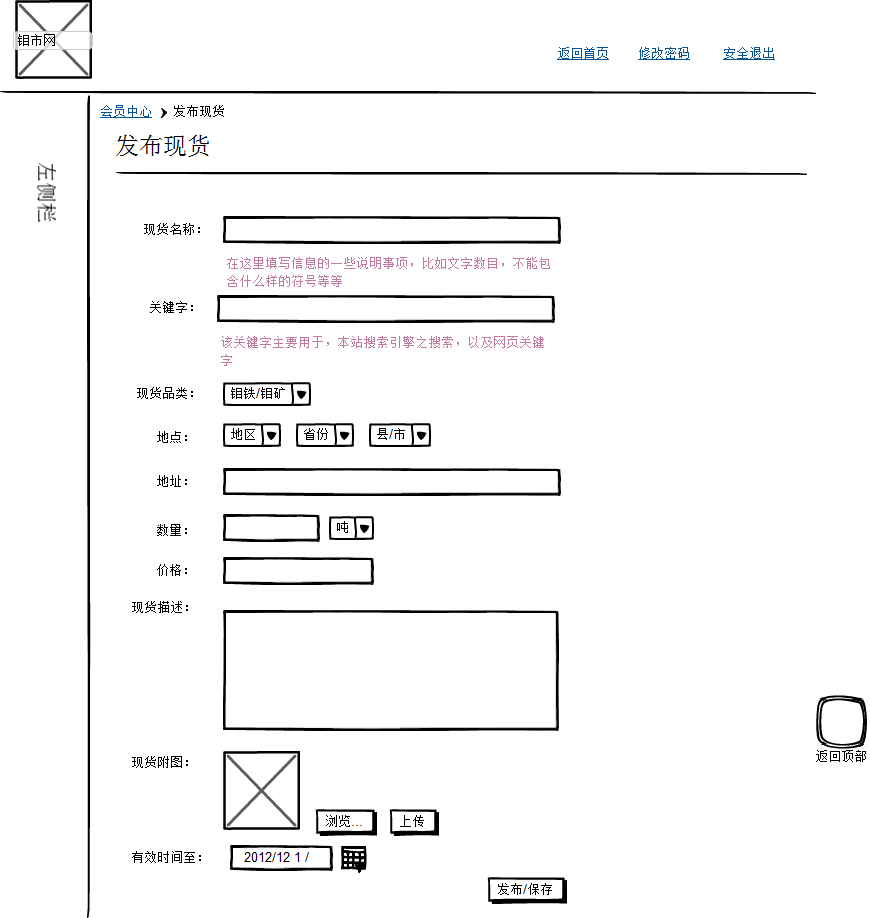 钼市网
返回首页 修改密码 安全退出
会员中心 发布现货
发布现货
左侧栏
现货名称：
在这里填写信息的一些说明事项，比如文字数目，不能包
含什么样的符号等等
关键字：
该关键字主要用于，本站搜索引擎之搜索，以及网页关键
字
现货品类： 钼铁/钼矿
地点： 地区 省份 县/市
地址：
数量： 吨
价格：
现货描述：
返回顶部
现货附图：
浏览... 上传
有效时间至： 2012/12 1 /
发布/保存